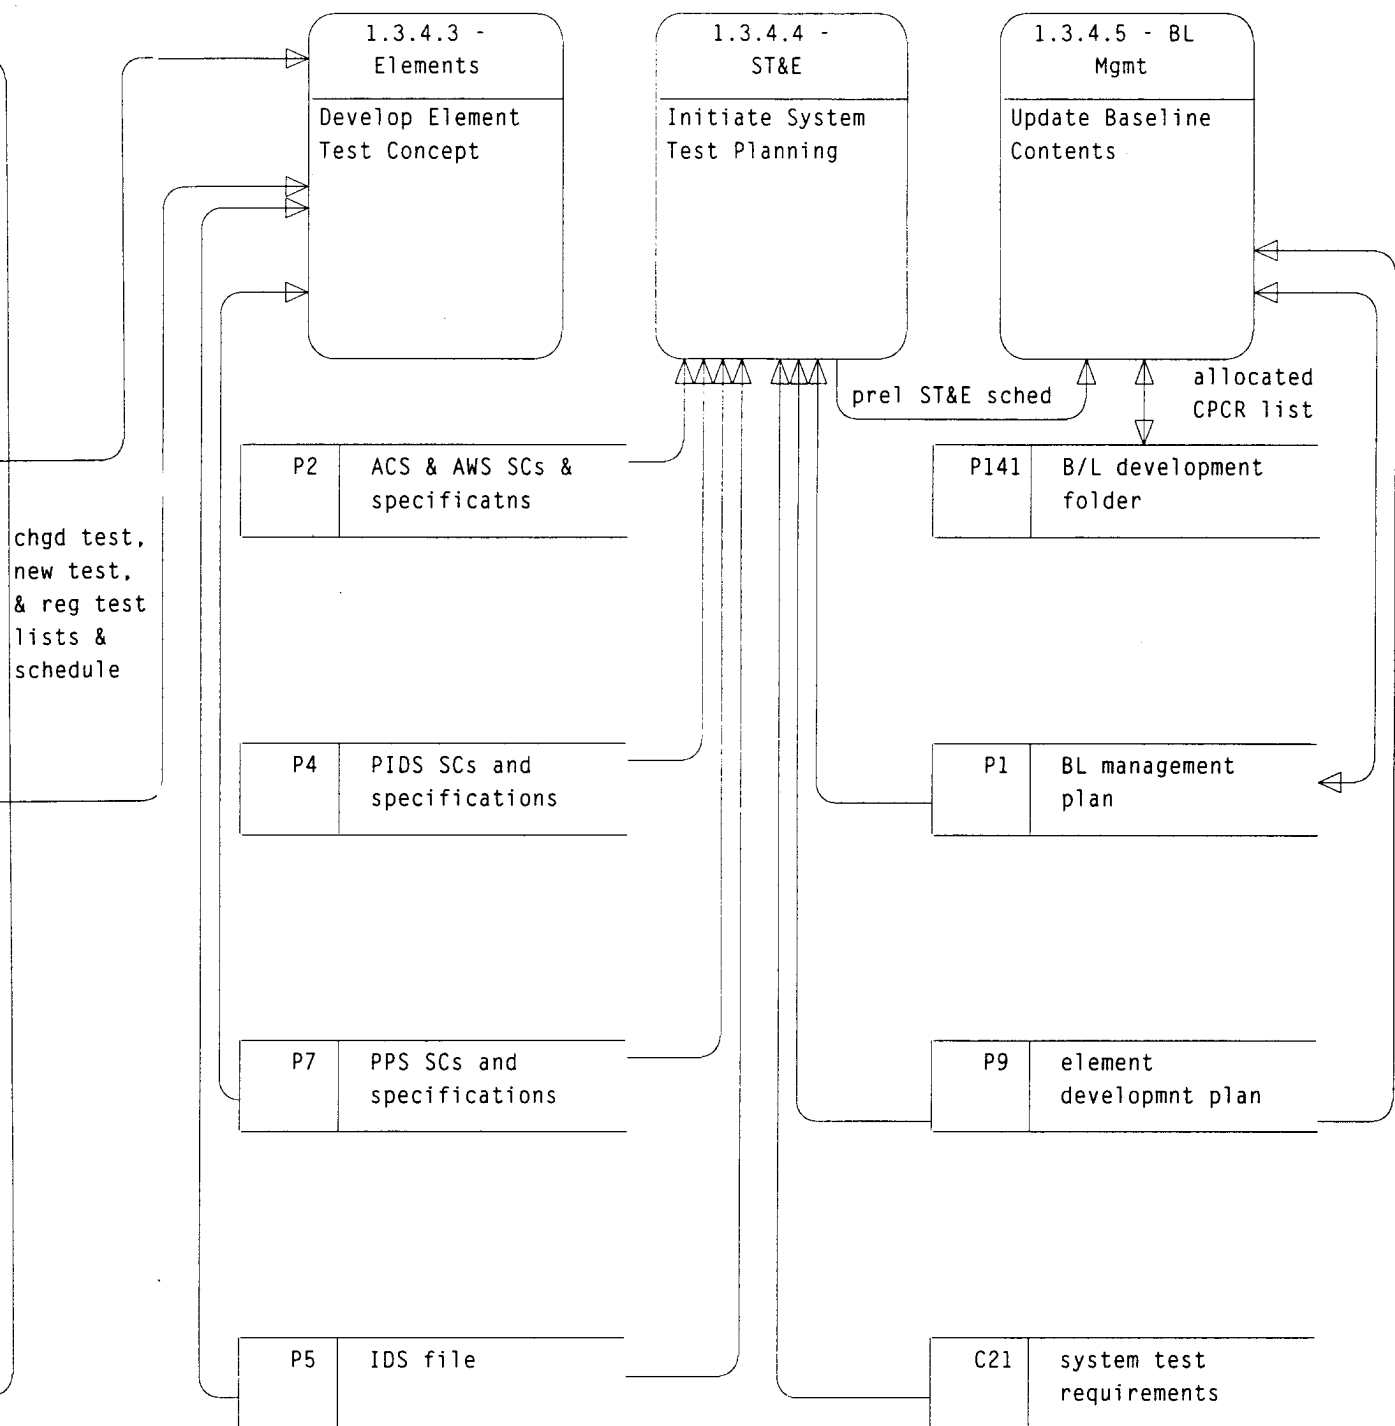 1.3.4.3 -
Elements
Develop Element
Test Concept
1.3.4.4 -
ST&E
Initiate System
Test Planning
1.3.4.5 - BL
Mgmt
Update Baseline
Contents
prel ST&E sched
allocated
CPCR list
P2
ACS & AWS SCs &
specificatns
P141
B/L development
folder
chgd test,
new test,
& reg test
lists &
schedule
P4
PIDS SCs and
specifications
P1
BL management
plan
P7
PPS SCs and
specifications
P9
element
developmnt plan
P5
IDS file
C21
system test
requirements